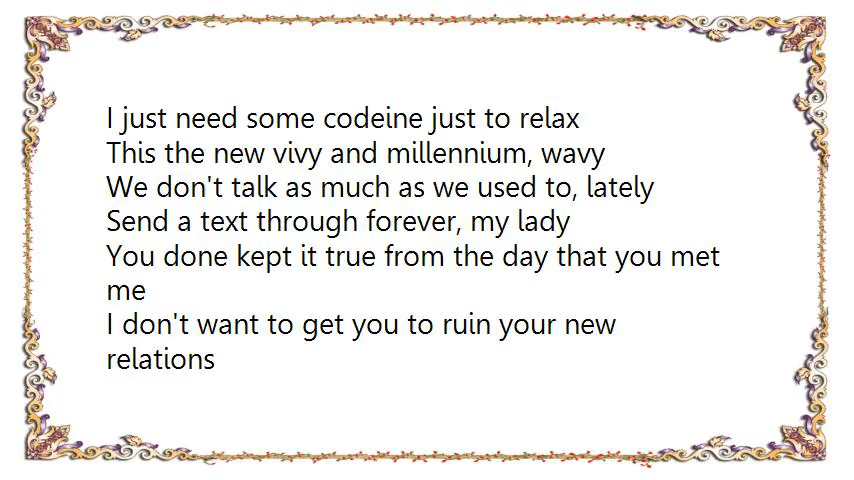 I just need some codeine just to relax
This the new vivy and millennium, wavy
We don't talk as much as we used to, lately
Send a text through forever, my lady
You done kept it true from the day that you met
me
I don't want to get you to ruin your new
relations